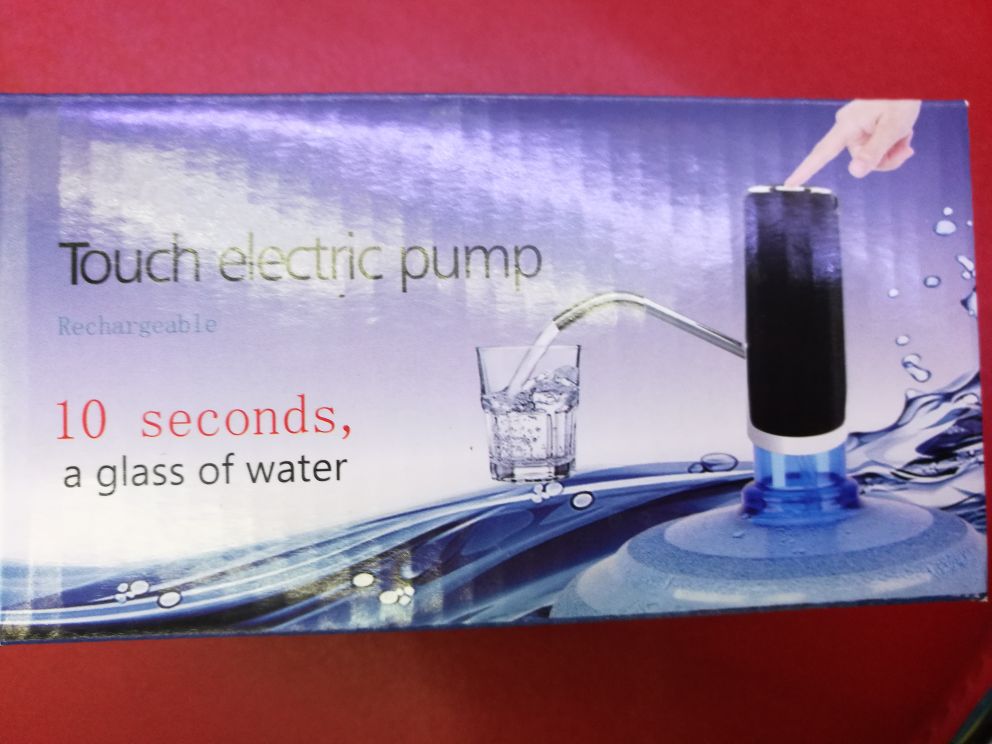 Touch electric pump
Rechargeable
10 seconds,
a glass of water